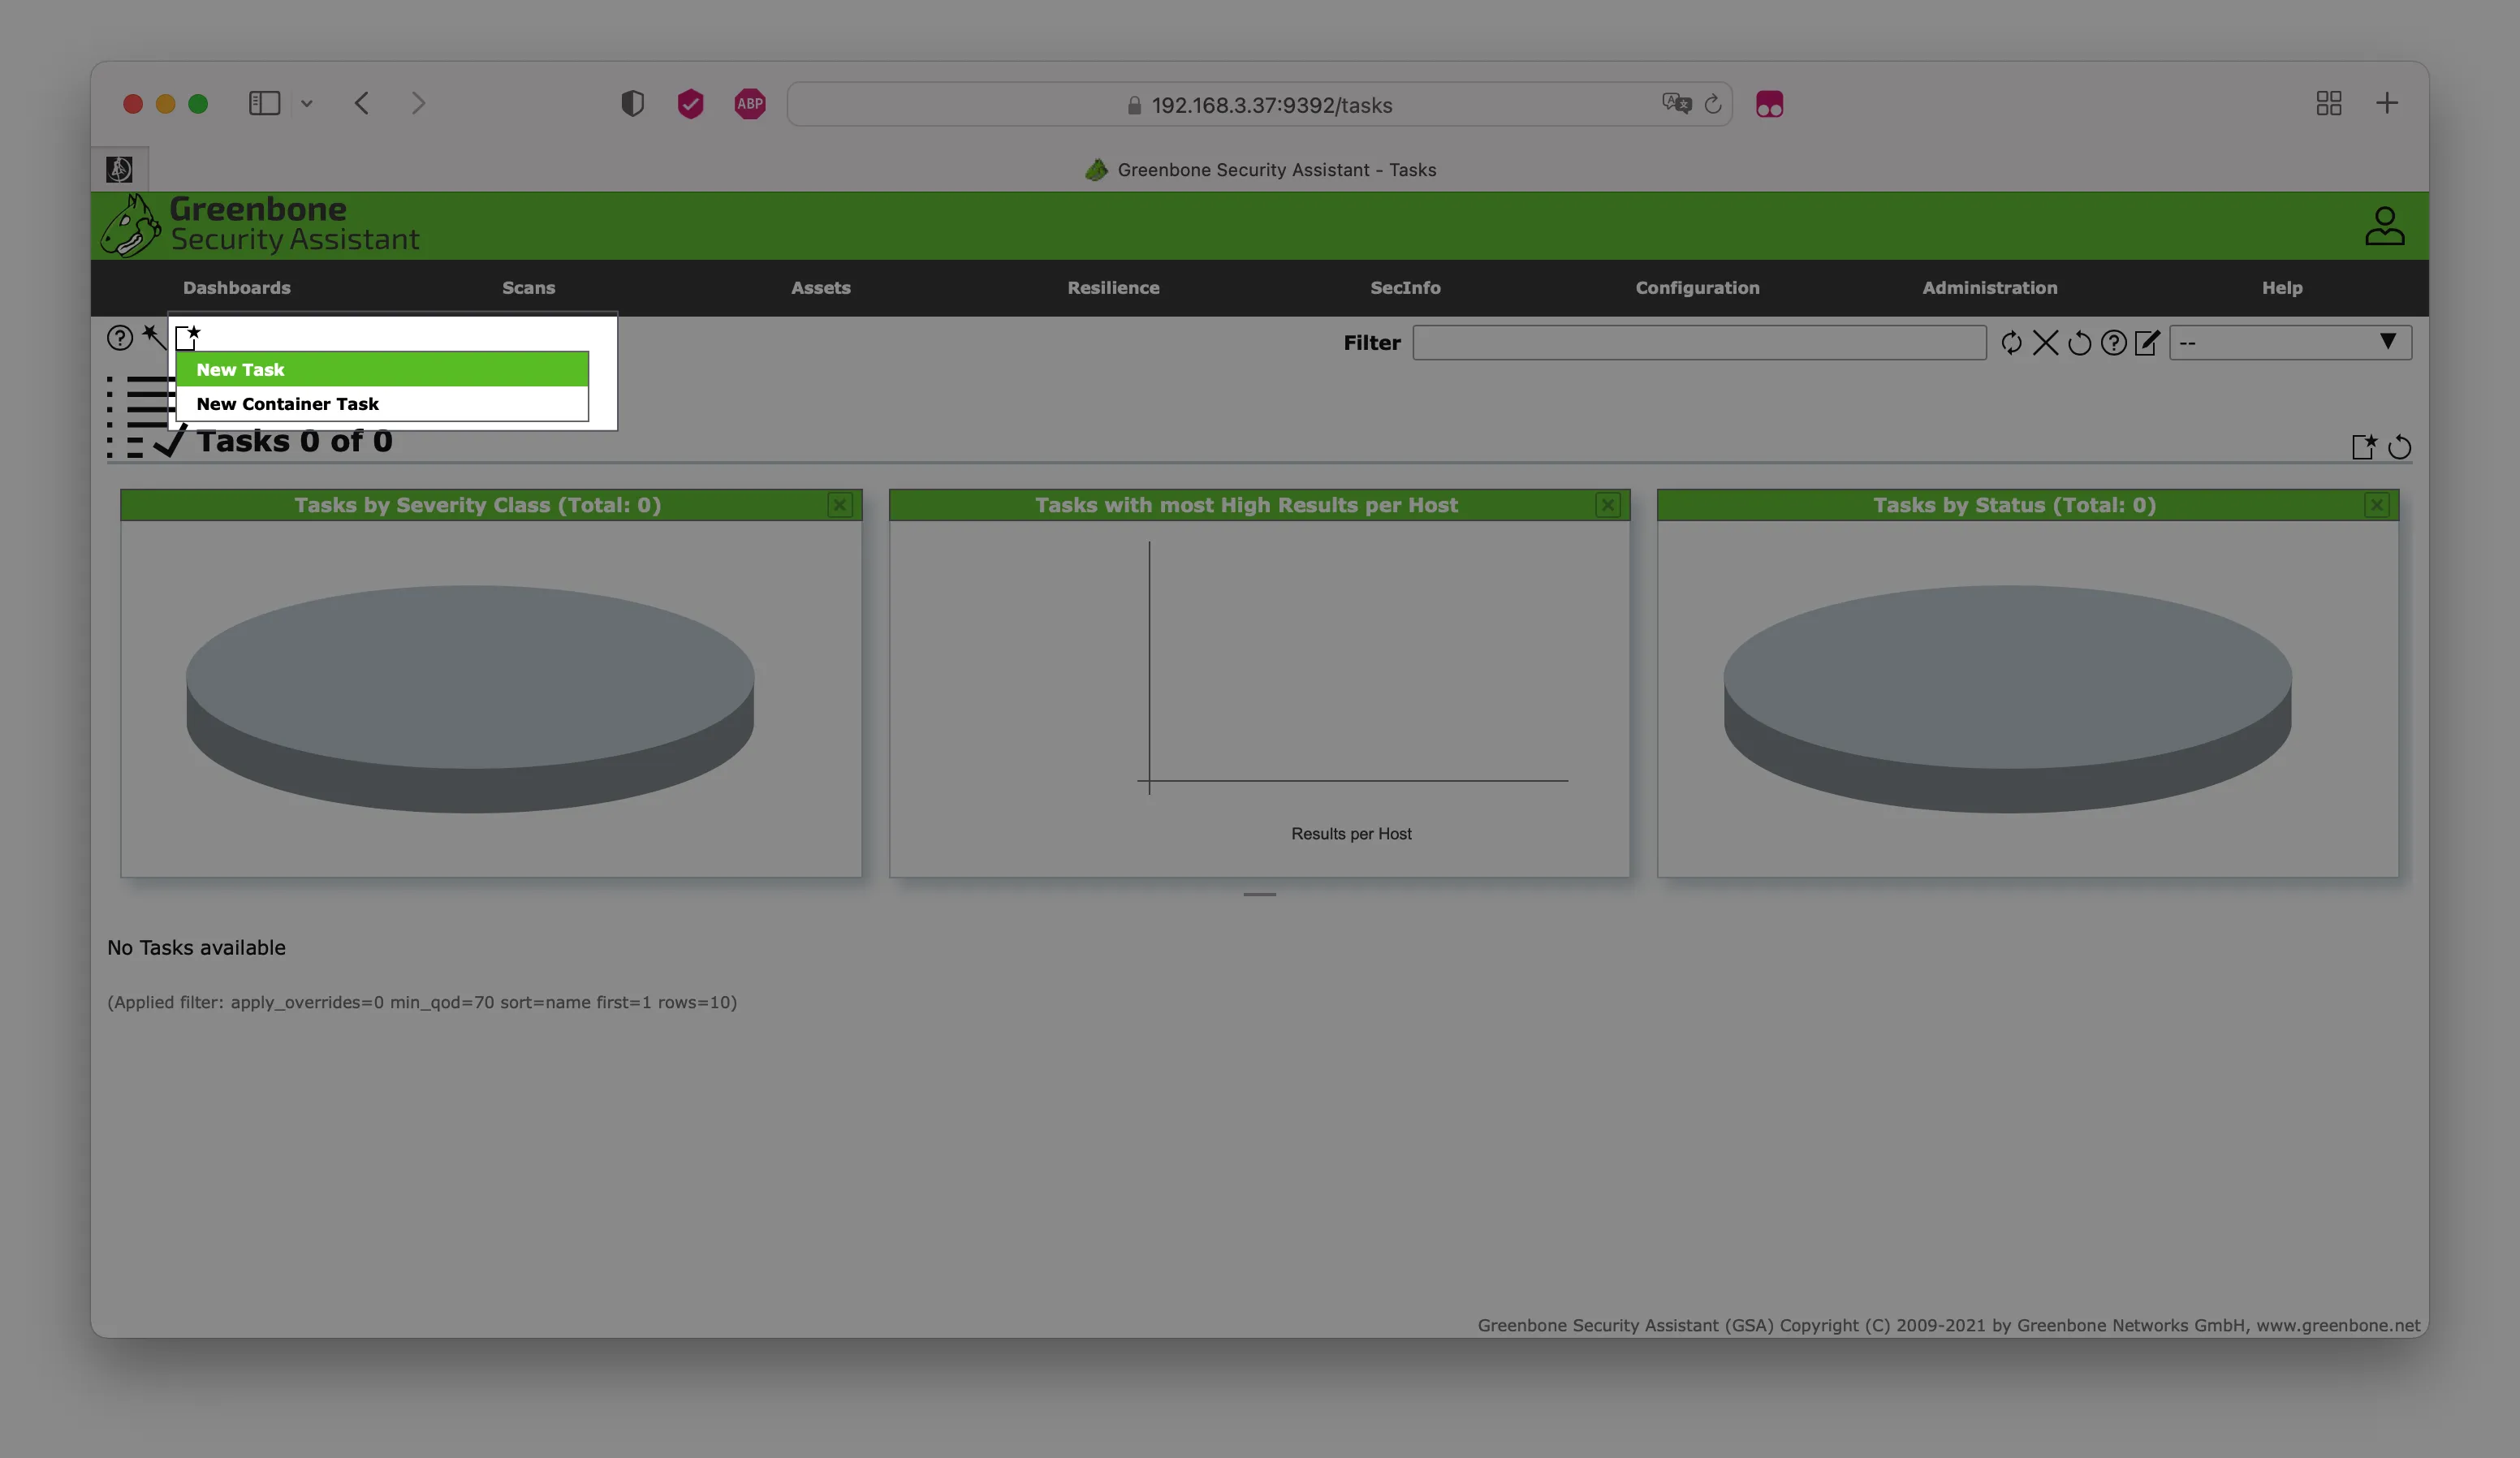 ABP
192.168.3.37:9392/tasks
Greenbone Security Assistant - Tasks
Greenbone
Security Assistant
Dashboards Scans Assets Resilience SecInfo Configuration Administration Help
Filter
--
New Task
New Container Task
Tasks 0 of 0
Tasks by Severity Class (Total: 0)
Tasks with most High Results per Host
Tasks by Status (Total: 0)
Results per Host
No Tasks available
(Applied filter: apply_overrides=0 min_qod=70 sort=name first=1 rows=10)
Greenbone Security Assistant (GSA) Copyright (C) 2009-2021 by Greenbone Networks GmbH, www.greenbone.net